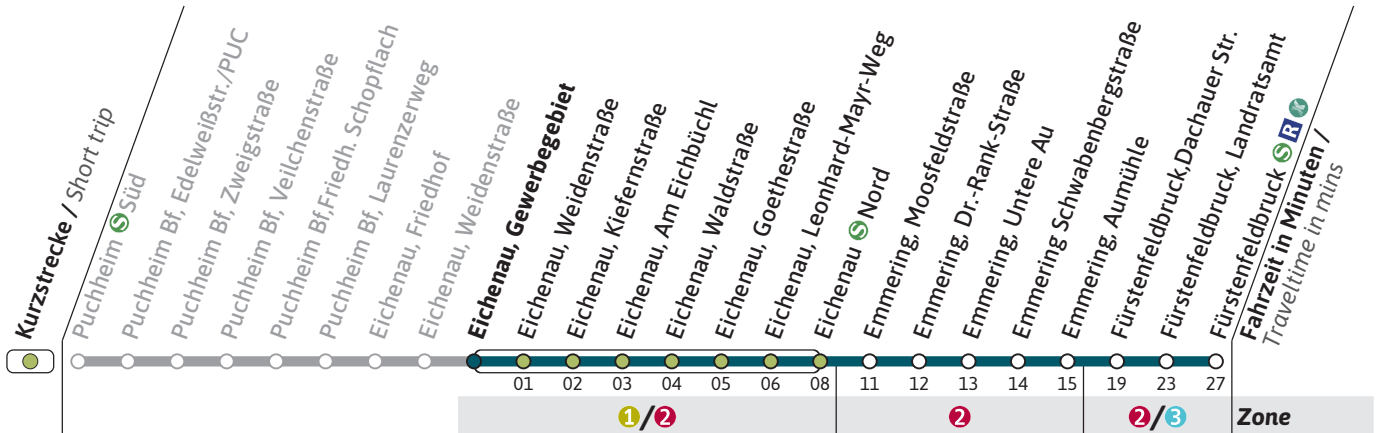 Kurzstrecke / Short trip
Puchheim S Süd
Puchheim Bf, Edelweißstr./PUC
Puchheim Bf, Zweigstraße
Puchheim Bf, Veilchenstraße
Puchheim Bf,Friedh. Schopflach
Puchheim Bf, Laurenzerweg
Eichenau, Friedhof
Eichenau, Weidenstraße
Eichenau, Gewerbegebiet
Eichenau, Weidenstraße
Eichenau, Kiefernstraße
Eichenau, Am Eichbüchl
Eichenau, Waldstraße
Eichenau, Goethestraße
Eichenau, Leonhard-Mayr-Weg
Eichenau S Nord
Emmering, Moosfeldstraße
Emmering, Dr.-Rank-Straße
Emmering, Untere Au
Emmering Schwabenbergstraße
Emmering, Aumühle
Fürstenfeldbruck,Dachauer Str.
Fürstenfeldbruck, Landratsamt
Fürstenfeldbruck S R K
Fahrzeit in Minuten /
Traveltime in mins
01 02 03 04 05 06 08 11 12 13 14 15 19 23 27
1/2 2 2/3 Zone